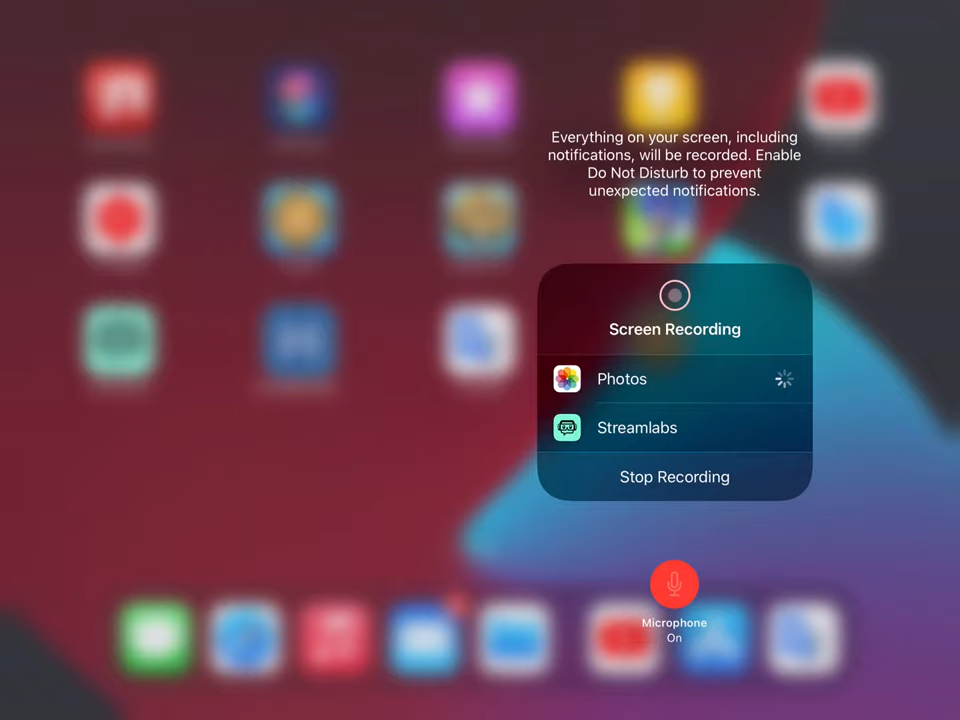 Everything on your screen, including
notifications, will be recorded. Enable
Do Not Disturb to prevent
unexpected notifications.
Screen Recording
Photos
Streamlabs
Stop Recording
Microphone
On